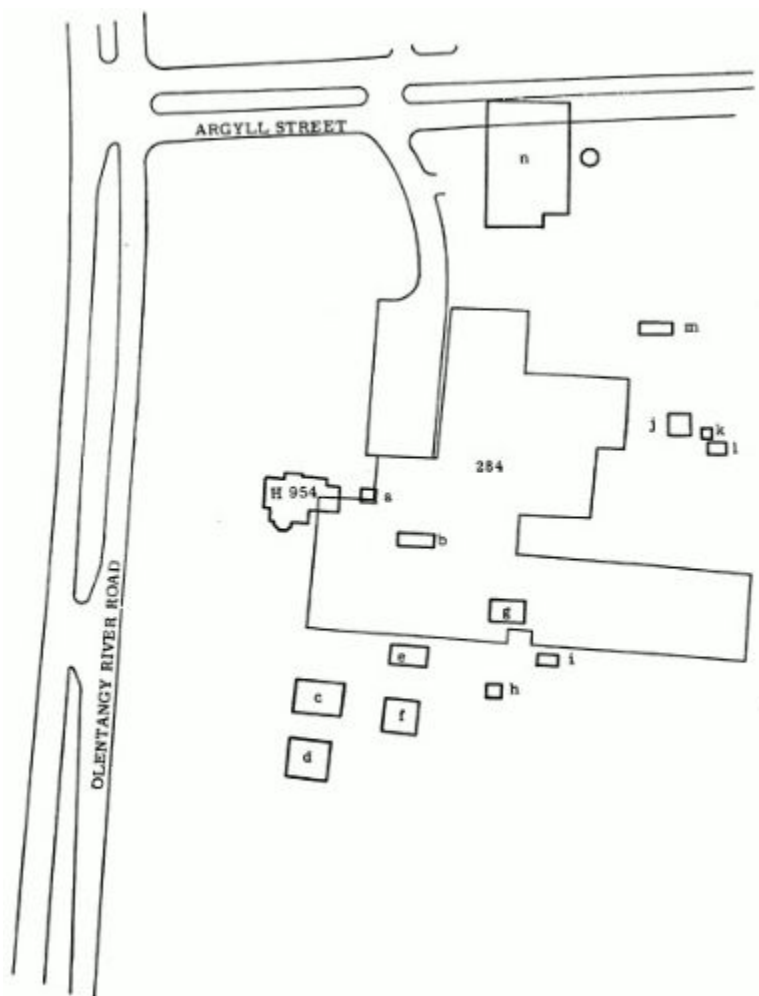 ARGYLL STREET
n
m
j
k
l
284
H 954
a
b
g
e
i
h
c
f
d
OLENTANGY RIVER ROAD